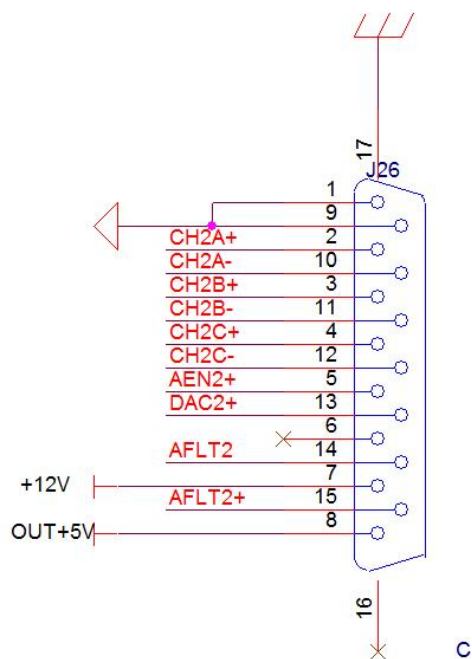 17
J26
1
9
CH2A+ 2
CH2A- 10
CH2B+ 3
CH2B- 11
CH2C+ 4
CH2C- 12
AEN2+ 5
DAC2+ 13
6
AFLT2 14
+12V 7
AFLT2+ 15
OUT+5V 8
16
C